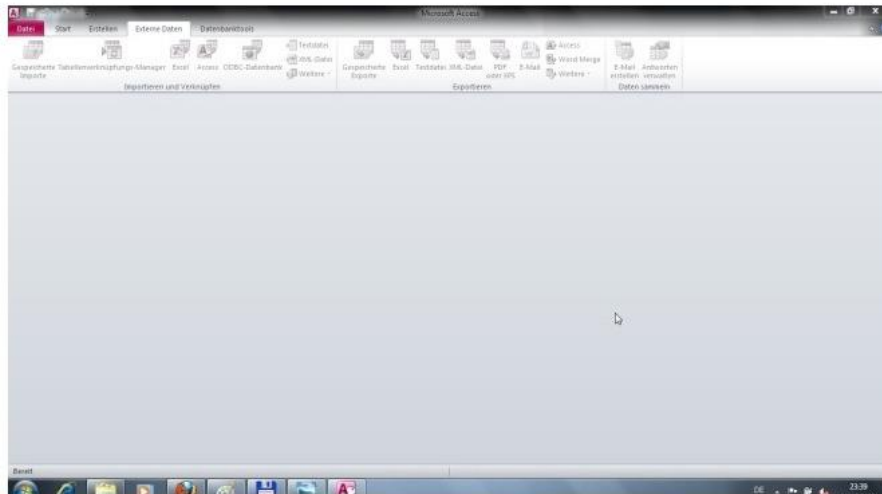 Microsoft Access
Datei Start Erstellen Externe Daten Datenbanktools
Gespeicherte Importe
Tabellenverknüpfungs-Manager
Excel
Access
ODBC-Datenbank
Textdatei
XML-Datei
Weitere
Importieren und Verknüpfen
Gespeicherte Exporte
Excel
Textdatei
XML-Datei
PDF oder XPS
E-Mail
Access
Word Merge
Weitere
Exportieren
E-Mail erstellen
Antworten verwalten
Daten sammeln
Bereit
DE
23:39